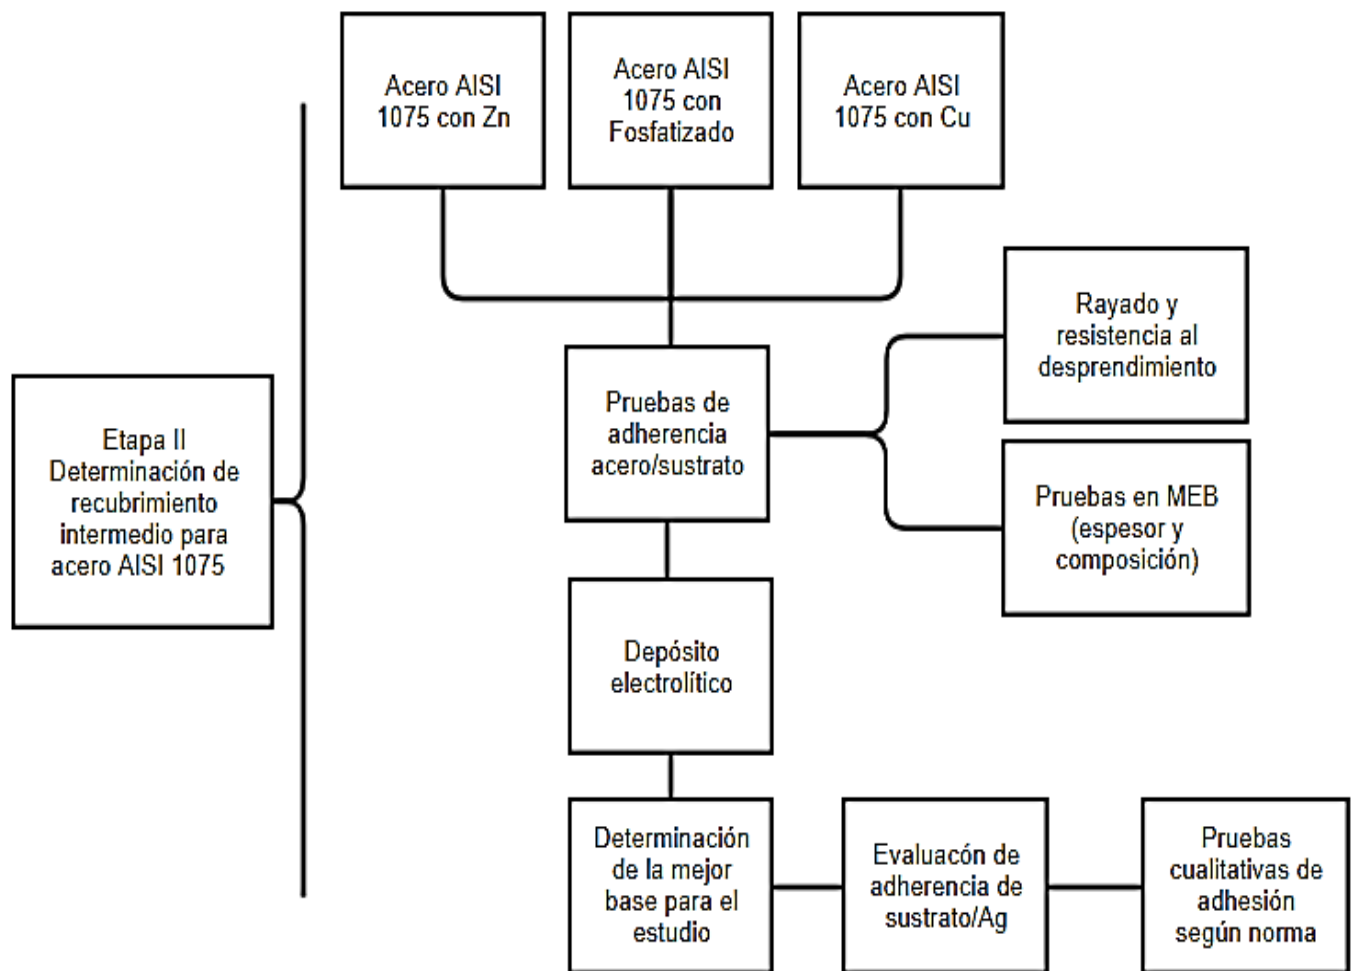 Acero AISI
1075 con Zn
Acero AISI
1075 con
Fosfatizado
Acero AISI
1075 con Cu
Rayado y
resistencia al
desprendimiento
Pruebas de
adherencia
acero/sustrato
Etapa II
Determinación de
recubrimiento
intermedio para
acero AISI 1075
Pruebas en MEB
(espesor y
composición)
Depósito
electrolítico
Determinación
de la mejor
base para el
estudio
Evaluacón de
adherencia de
sustrato/Ag
Pruebas
cualitativas de
adhesión
según norma